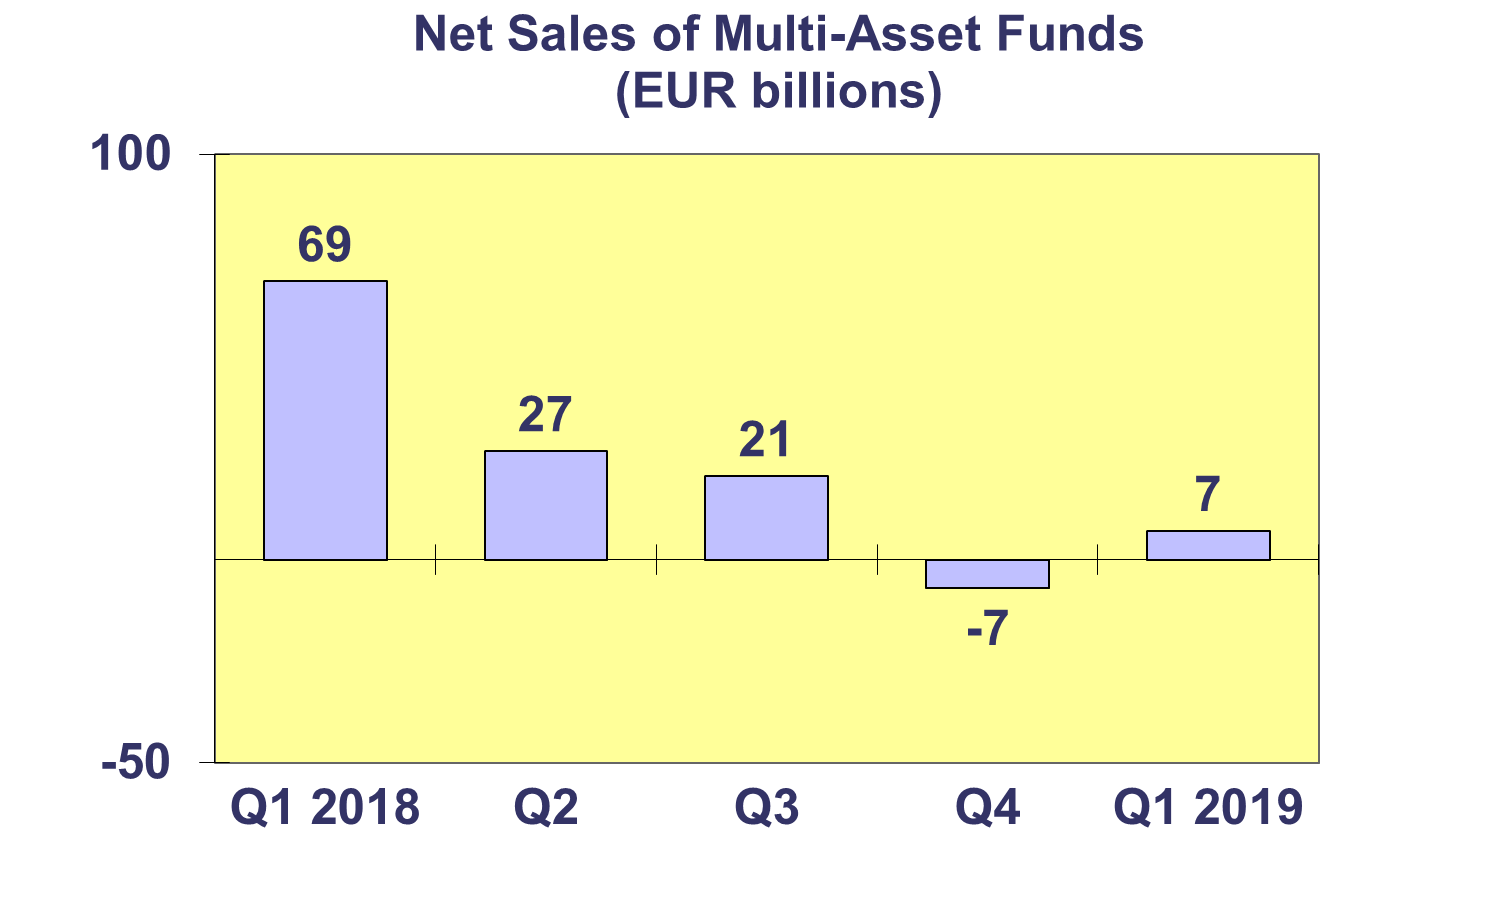 Net Sales of Multi-Asset Funds
(EUR billions)
100
69
27
21
7
-7
-50
Q1 2018 Q2 Q3 Q4 Q1 2019